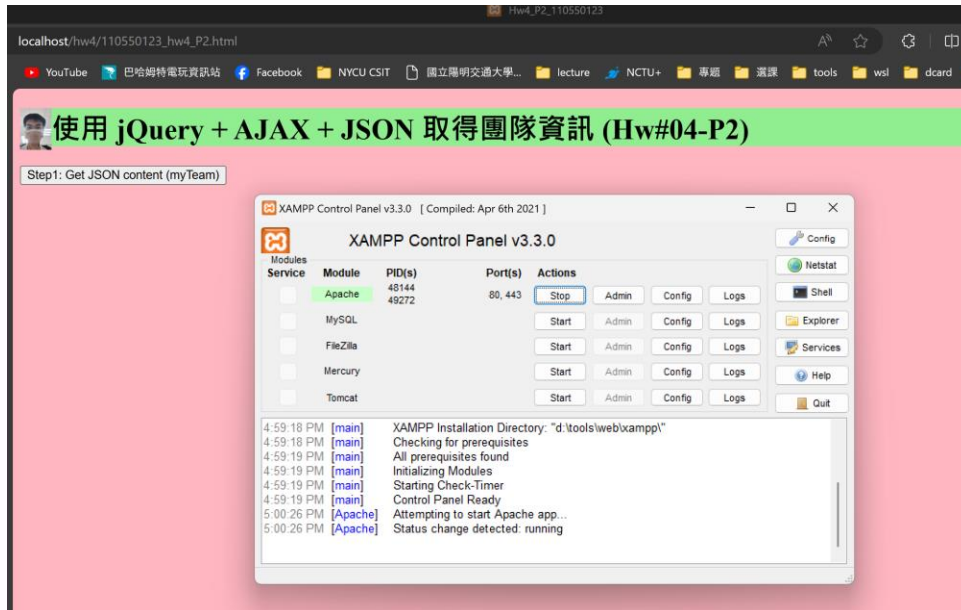 Hw4_P2_110550123
localhost/hw4/110550123_hw4_P2.html
YouTube 巴哈姆特電玩資訊站 Facebook NYCU CSIT 國立陽明交通大學... lecture NCTU+ 專題 選課 tools wsl dcard
使用 jQuery + AJAX + JSON 取得團隊資訊 (Hw#04-P2)
Step1: Get JSON content (myTeam)
XAMPP Control Panel v3.3.0 [ Compiled: Apr 6th 2021 ]
XAMPP Control Panel v3.3.0
Config
Modules
Service Module PID(s) Port(s) Actions
Netstat
Apache 48144 49272 80, 443 Stop Admin Config Logs
Shell
MySQL Start Admin Config Logs
Explorer
FileZilla Start Admin Config Logs
Services
Mercury Start Admin Config Logs
Help
Tomcat Start Admin Config Logs
Quit
4:59:18 PM [main] XAMPP Installation Directory: "d:\tools\web\xampp\"
4:59:18 PM [main] Checking for prerequisites
4:59:19 PM [main] All prerequisites found
4:59:19 PM [main] Initializing Modules
4:59:19 PM [main] Starting Check-Timer
4:59:19 PM [main] Control Panel Ready
5:00:26 PM [Apache] Attempting to start Apache app...
5:00:26 PM [Apache] Status change detected: running